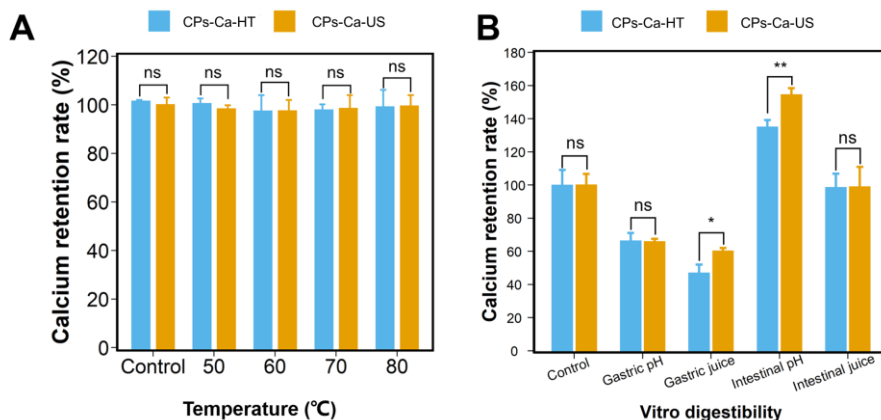 A
CPs-Ca-HT CPs-Ca-US
Calcium retention rate (%)
120
100
80
60
40
20
0
ns ns ns ns ns
Control 50 60 70 80
Temperature (℃)
B
CPs-Ca-HT CPs-Ca-US
Calcium retention rate (%)
180
160
140
120
100
80
60
40
20
0
ns ns * ** ns
Control Gastric pH Gastric juice Intestinal pH Intestinal juice
Vitro digestibility